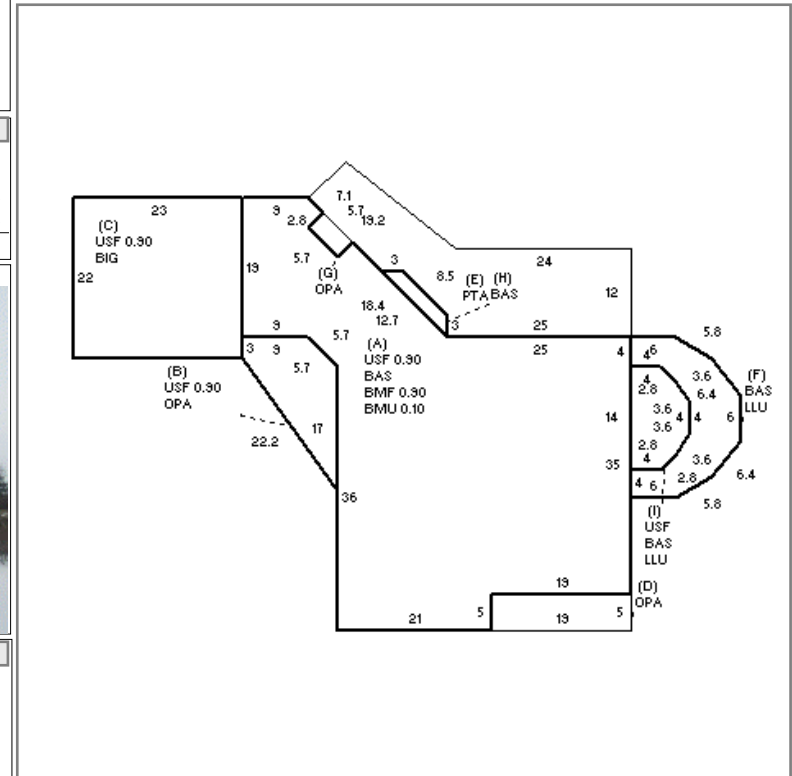 7.1
23
9
2.8
5.7
19.2
(C)
USF 0.90
BIG
22
19
5.7
3
24
8.5
(E)
(H)
PTA
BAS
12
(G)
OPA
18.4
12.7
3
25
9
5.7
25
5.8
3
9
5.7
(A)
USF 0.90
BAS
BMF 0.90
BMU 0.10
4
4
6
(B)
USF 0.90
OPA
4
2.8
3.6
6.4
(F)
BAS
LLU
3.6
4
4
6
14
3.6
17
22.2
2.8
4
3.6
35
2.8
6.4
4
6
5.8
36
(I)
USF
BAS
LLU
19
(D)
OPA
21
5
19
5